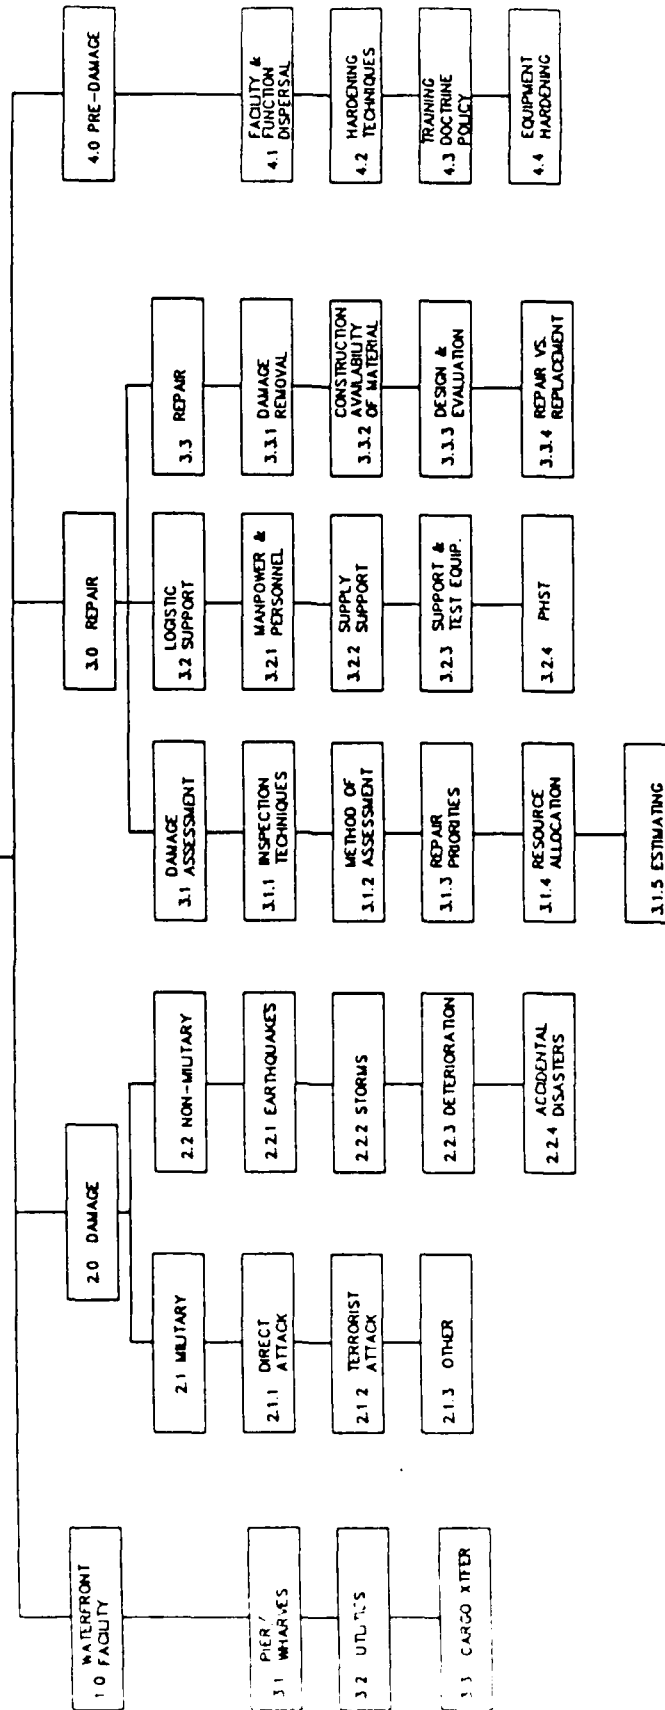 WATERFRONT
1.0 FACILITY
PIER/
3.1 WHARVES
3.2
3.3 CARGO XTFER
2.0 DAMAGE
2.1 MILITARY
DIRECT
2.1.1 ATTACK
TERRORIST
2.1.2 ATTACK
2.1.3 OTHER
2.2 NON-MILITARY
2.2.1 EARTHQUAKES
2.2.2 STORMS
2.2.3 DETERIORATION
ACCIDENTAL
2.2.4 DISASTERS
3.0 REPAIR
DAMAGE
3.1 ASSESSMENT
3.1.1 INSPECTION
TECHNIQUES
METHOD OF
3.1.2 ASSESSMENT
REPAIR
3.1.3 PRIORITIES
RESOURCE
3.1.4 ALLOCATION
3.1.5 ESTIMATING
LOGISTIC
3.2 SUPPORT
MANPOWER &
3.2.1 PERSONNEL
SUPPLY
3.2.2 SUPPORT
SUPPORT &
3.2.3 TEST EQUIP.
3.2.4 PHST
3.3 REPAIR
DAMAGE
3.3.1 REMOVAL
CONSTRUCTION
AVAILABILITY
3.3.2 OF MATERIAL
DESIGN &
3.3.3 EVALUATION
REPAIR VS.
3.3.4 REPLACEMENT
4.0 PRE-DAMAGE
FACILITY &
FUNCTION
4.1 DISPERSAL
HARDENING
4.2 TECHNIQUES
TRAINING
DOCTRINE
4.3 POLICY
EQUIPMENT
4.4 HARDENING